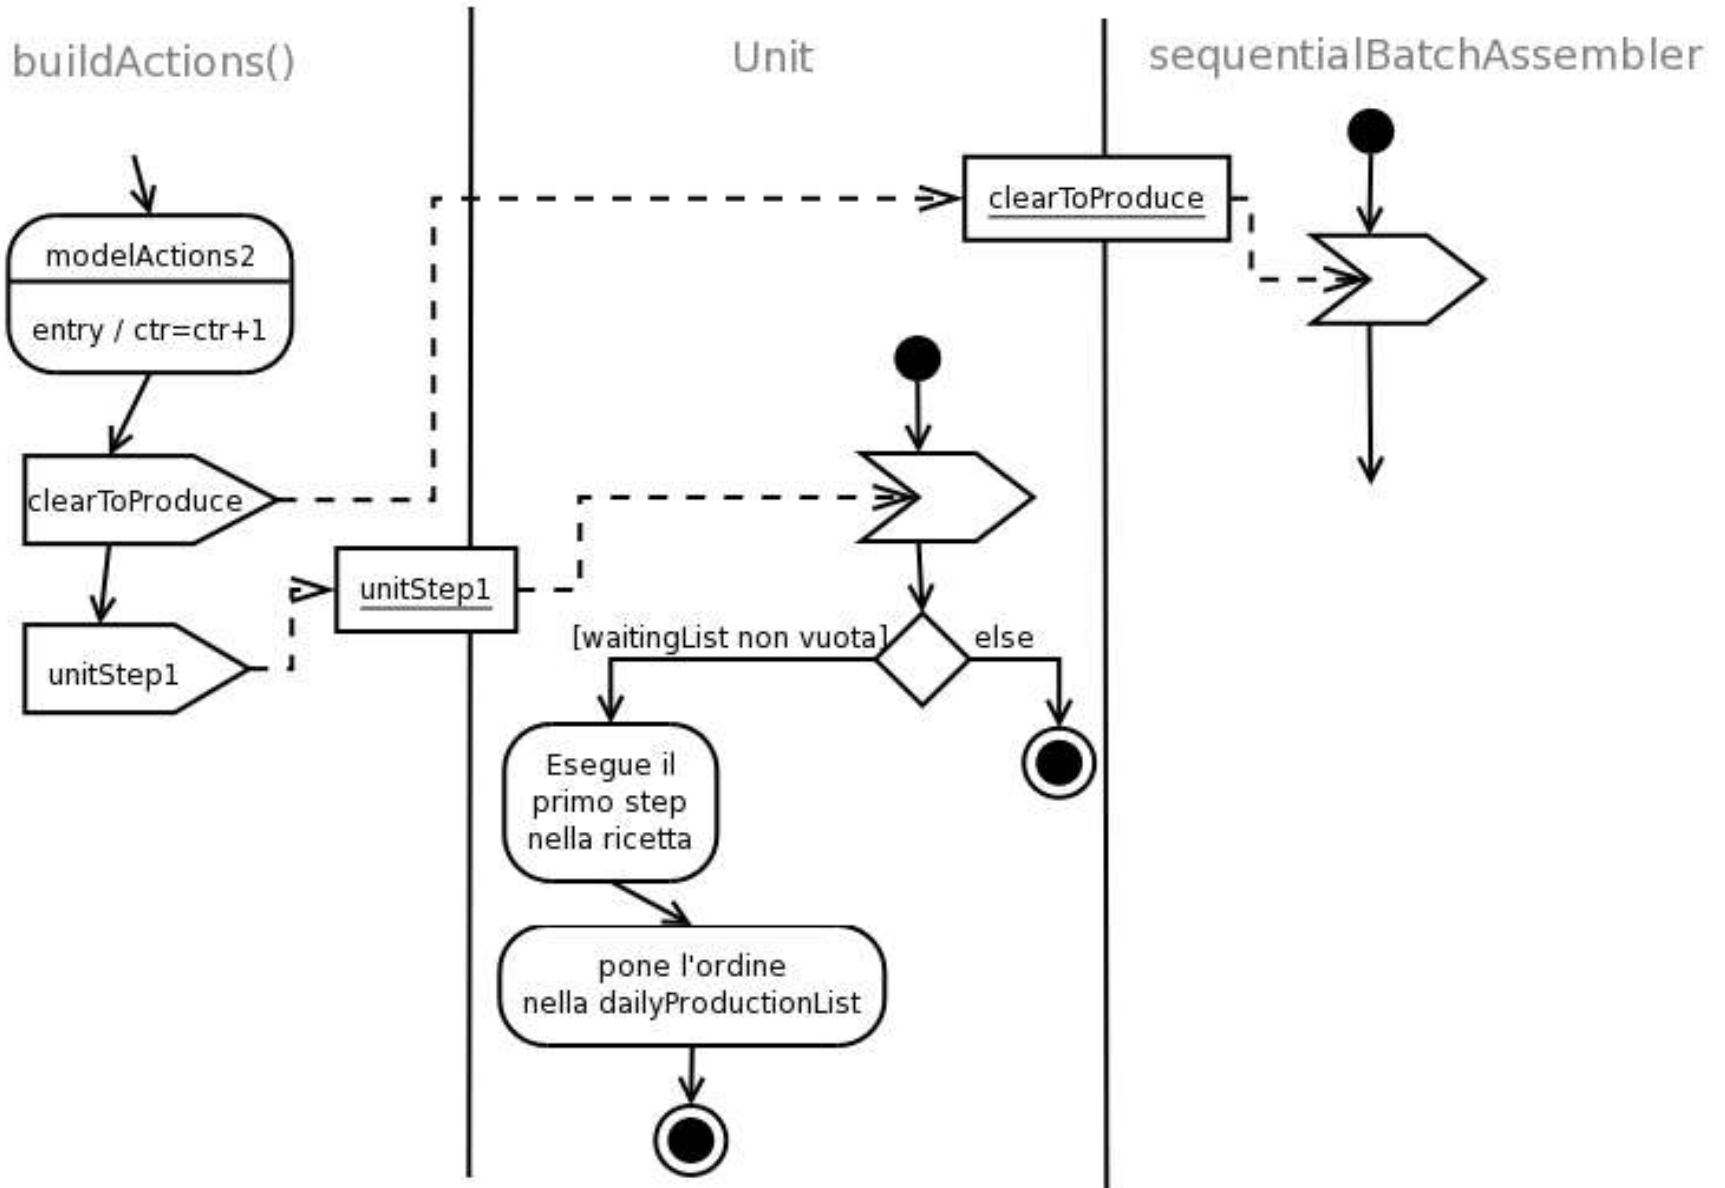 buildActions()
Unit
sequentialBatchAssembler
clearToProduce
modelActions2
entry / ctr=ctr+1
clearToProduce
unitStep1
unitStep1
[waitingList non vuota]
else
Esegue il
primo step
nella ricetta
pone l'ordine
nella dailyProductionList